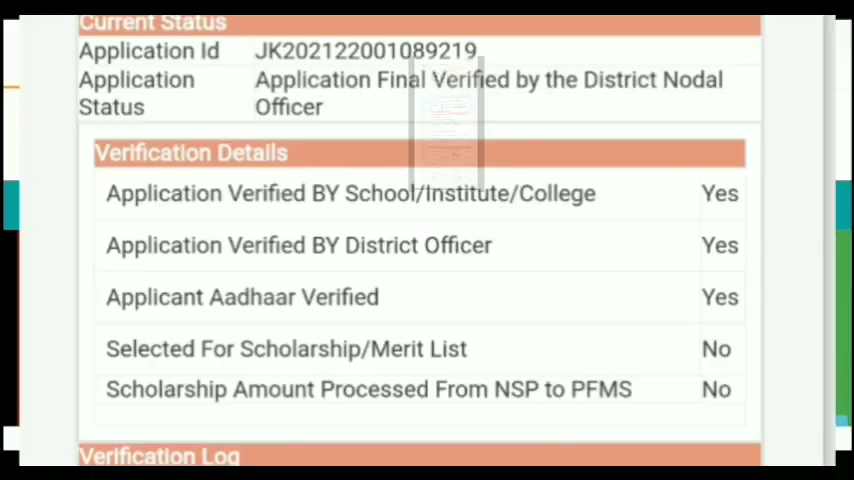 Current Status
Application Id JK202122001089219
Application Application Final Verified by the District Nodal
Status Officer
Verification Details
Application Verified BY School/Institute/College Yes
Application Verified BY District Officer Yes
Applicant Aadhaar Verified Yes
Selected For Scholarship/Merit List No
Scholarship Amount Processed From NSP to PFMS No
Verification Log